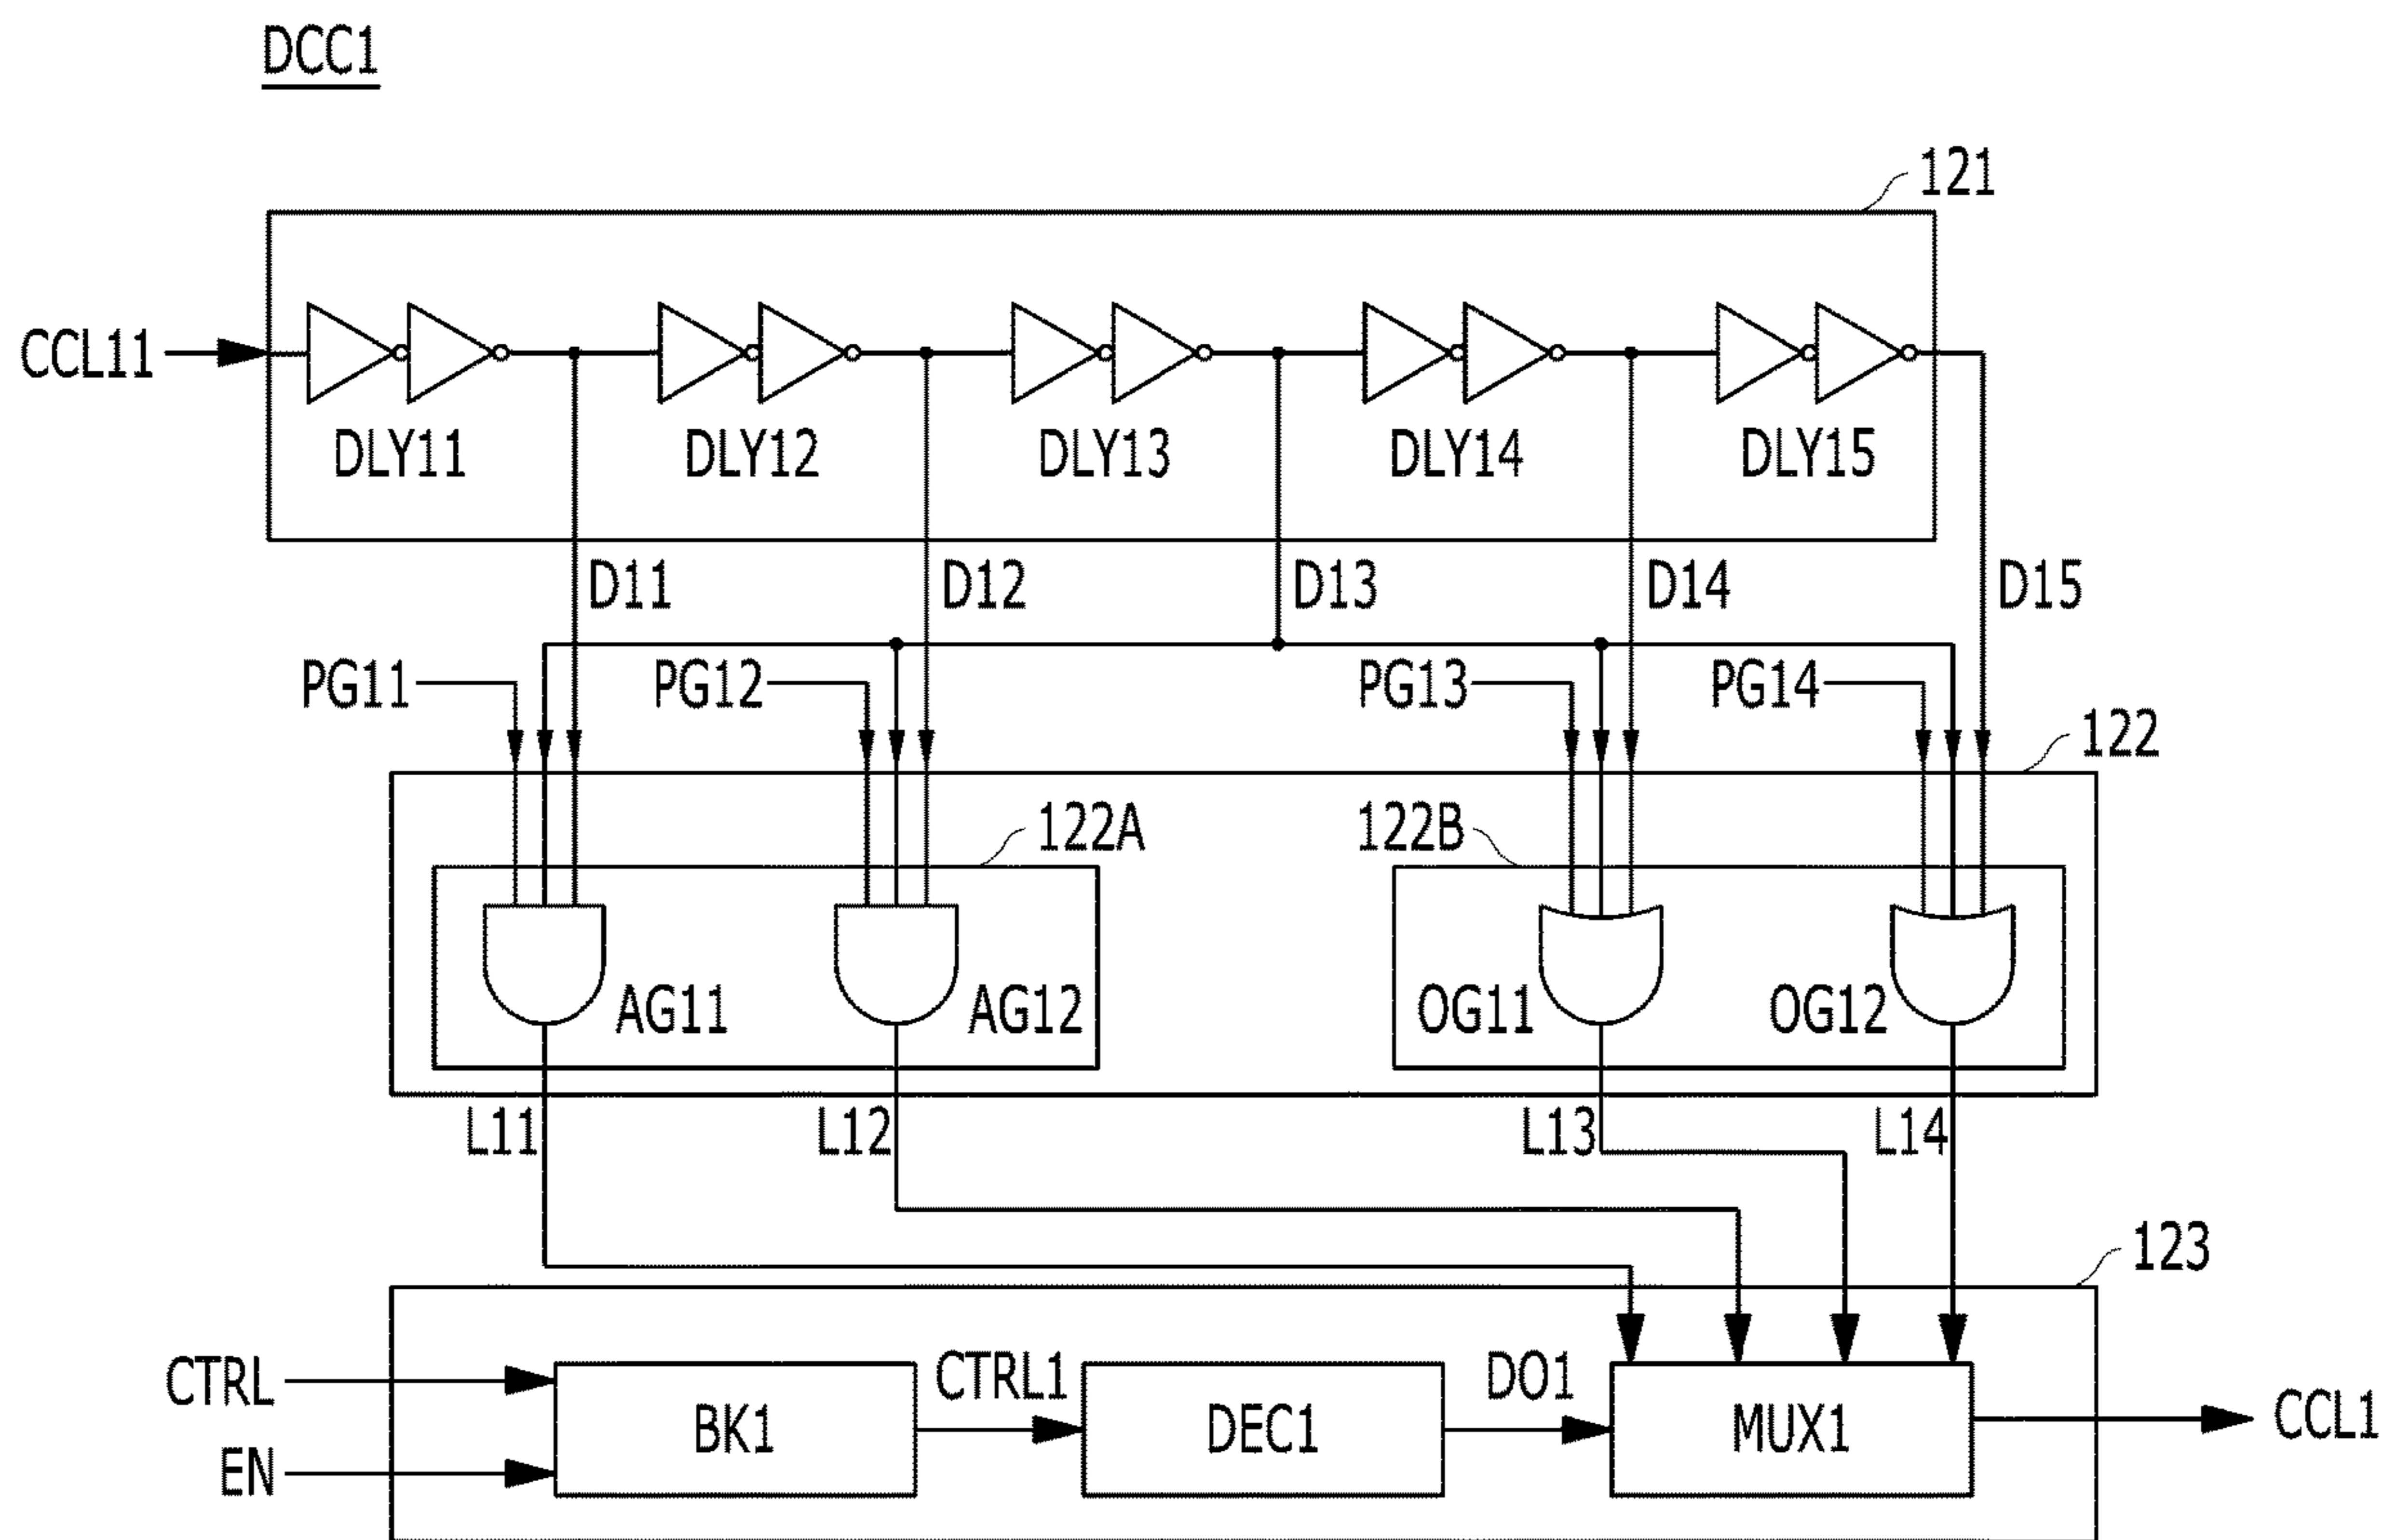 DCC1
121
CCL11
DLY11 DLY12 DLY13 DLY14 DLY15
D11 D12 D13 D14 D15
PG11 PG12 PG13 PG14
122
122A 122B
AG11 AG12 OG11 OG12
L11 L12 L13 L14
123
CTRL CTRL1 DO1
BK1 DEC1 MUX1 CCL1
EN